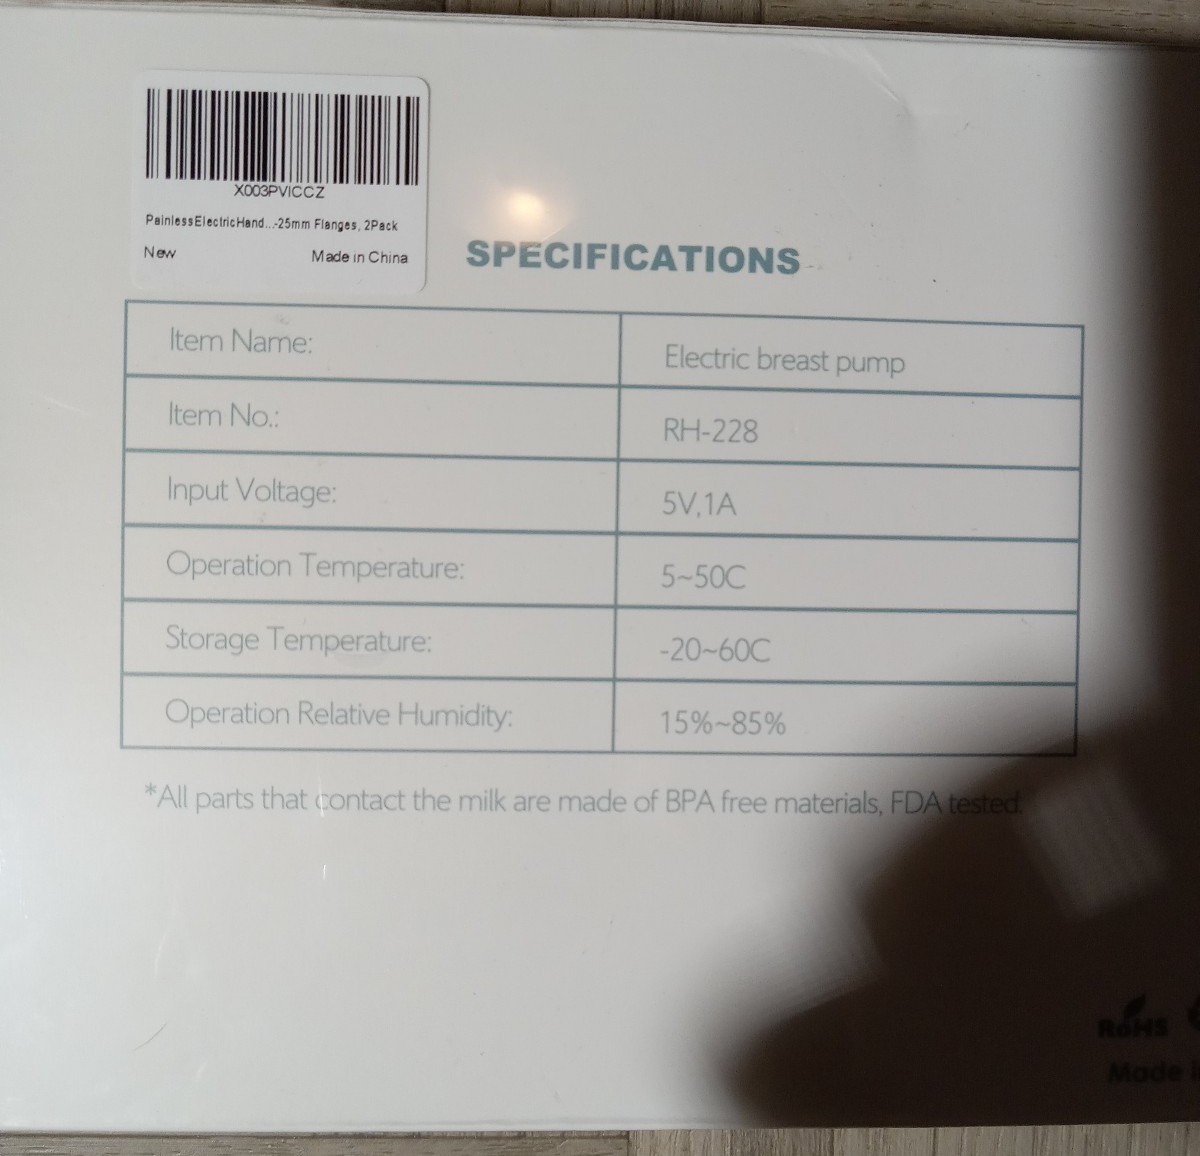 X003PVICCZ
PainlessElectricHand...-25mm Flanges, 2Pack
New Made in China
SPECIFICATIONS
Item Name: Electric breast pump
Item No.: RH-228
Input Voltage: 5V,1A
Operation Temperature: 5~50C
Storage Temperature: -20~60C
Operation Relative Humidity: 15%~85%
*All parts that contact the milk are made of BPA free materials, FDA tested.
RoHS
Made